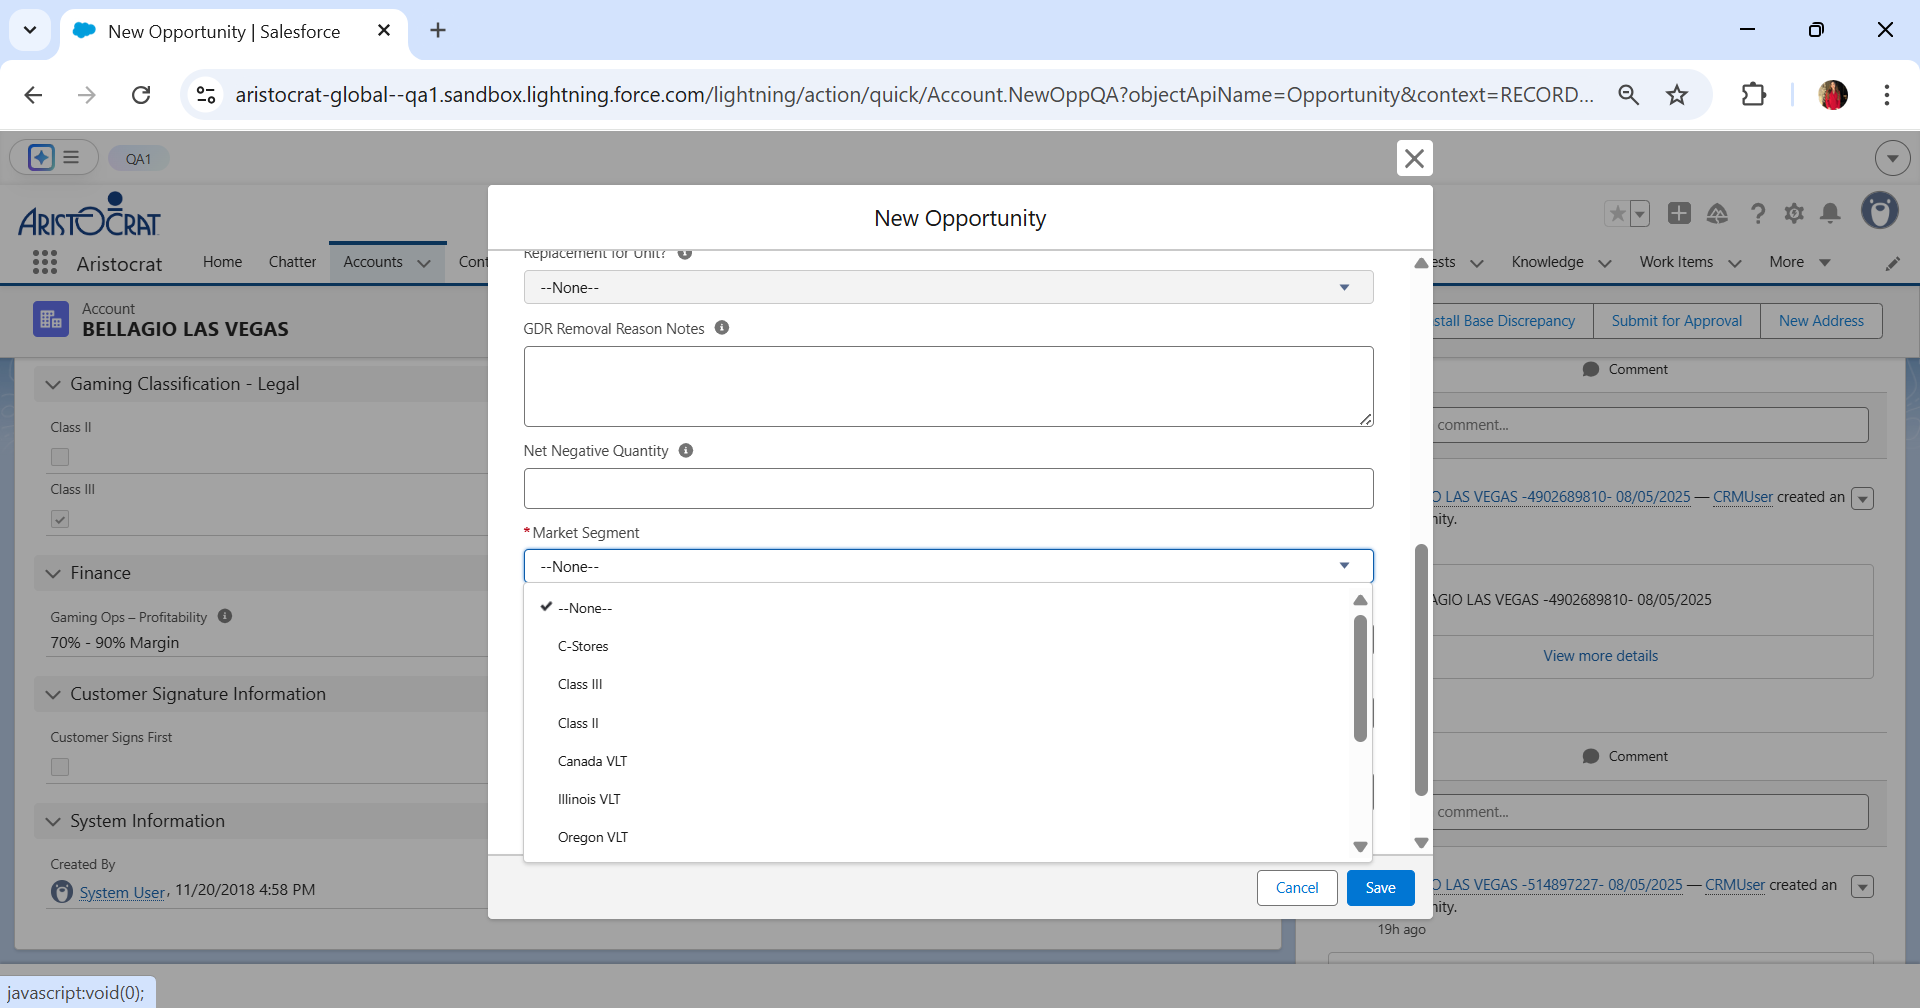 New Opportunity | Salesforce
aristocrat-global--qa1.sandbox.lightning.force.com/lightning/action/quick/Account.NewOppQA?objectApiName=Opportunity&context=RECORD...
QA1
ARISTOCRAT
Aristocrat
Home
Chatter
Accounts
Cont
ests
Knowledge
Work Items
More
Account
BELLAGIO LAS VEGAS
stall Base Discrepancy
Submit for Approval
New Address
Gaming Classification - Legal
Class II
Class III
Finance
Gaming Ops – Profitability
70% - 90% Margin
Customer Signature Information
Customer Signs First
System Information
Created By
System User, 11/20/2018 4:58 PM
New Opportunity
Replacement for Unit?
--None--
GDR Removal Reason Notes
Net Negative Quantity
*Market Segment
--None--
--None--
C-Stores
Class III
Class II
Canada VLT
Illinois VLT
Oregon VLT
Cancel
Save
Comment
comment...
O LAS VEGAS -4902689810- 08/05/2025 — CRMUser created an
nity.
AGIO LAS VEGAS -4902689810- 08/05/2025
View more details
Comment
comment...
O LAS VEGAS -514897227- 08/05/2025 — CRMUser created an
nity.
19h ago
javascript:void(0);